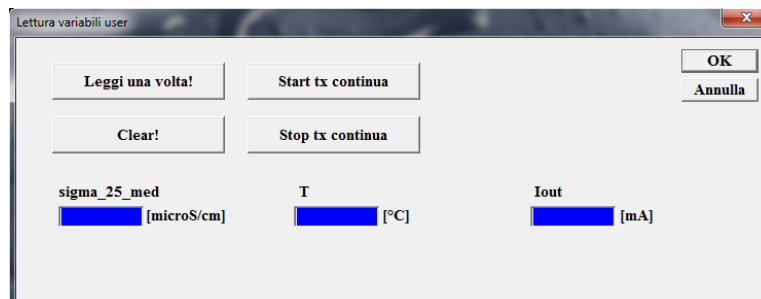 Lettura variabili user
Leggi una volta!
Start tx continua
OK
Annulla
Clear!
Stop tx continua
sigma_25_med
T
Iout
[microS/cm]
[°C]
[mA]